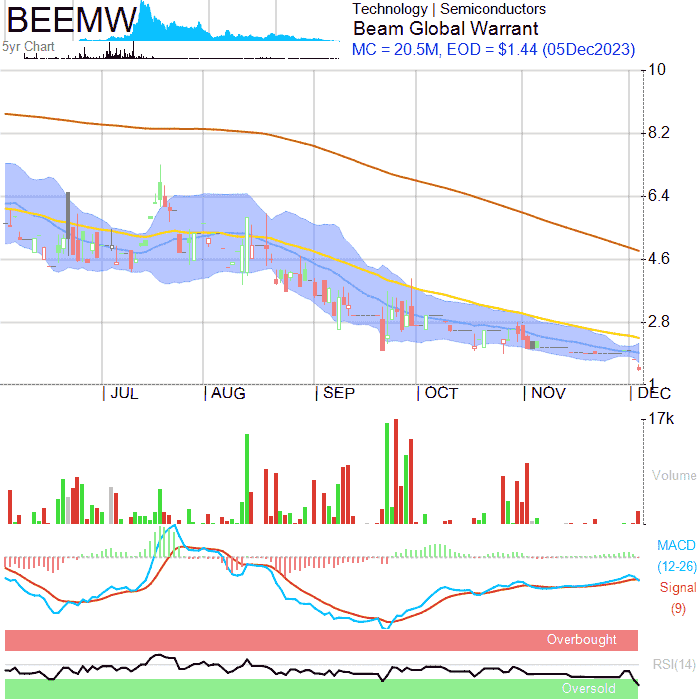 BEEMW
5yr Chart
Technology | Semiconductors
Beam Global Warrant
MC = 20.5M, EOD = $1.44 (05Dec2023)
10
8.2
6.4
4.6
2.8
1
JUL AUG SEP OCT NOV DEC
17k
Volume
MACD
(12-26)
Signal
(9)
Overbought
RSI(14)
Oversold